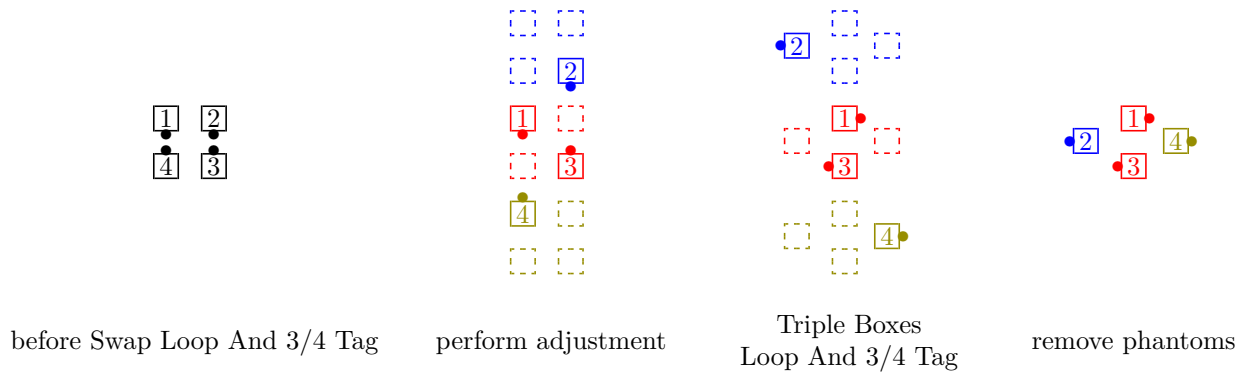 2
2
1 2
1
1
1
2 4
4 3
3
3
3
4
4
before Swap Loop And 3/4 Tag
perform adjustment
Triple Boxes
Loop And 3/4 Tag
remove phantoms